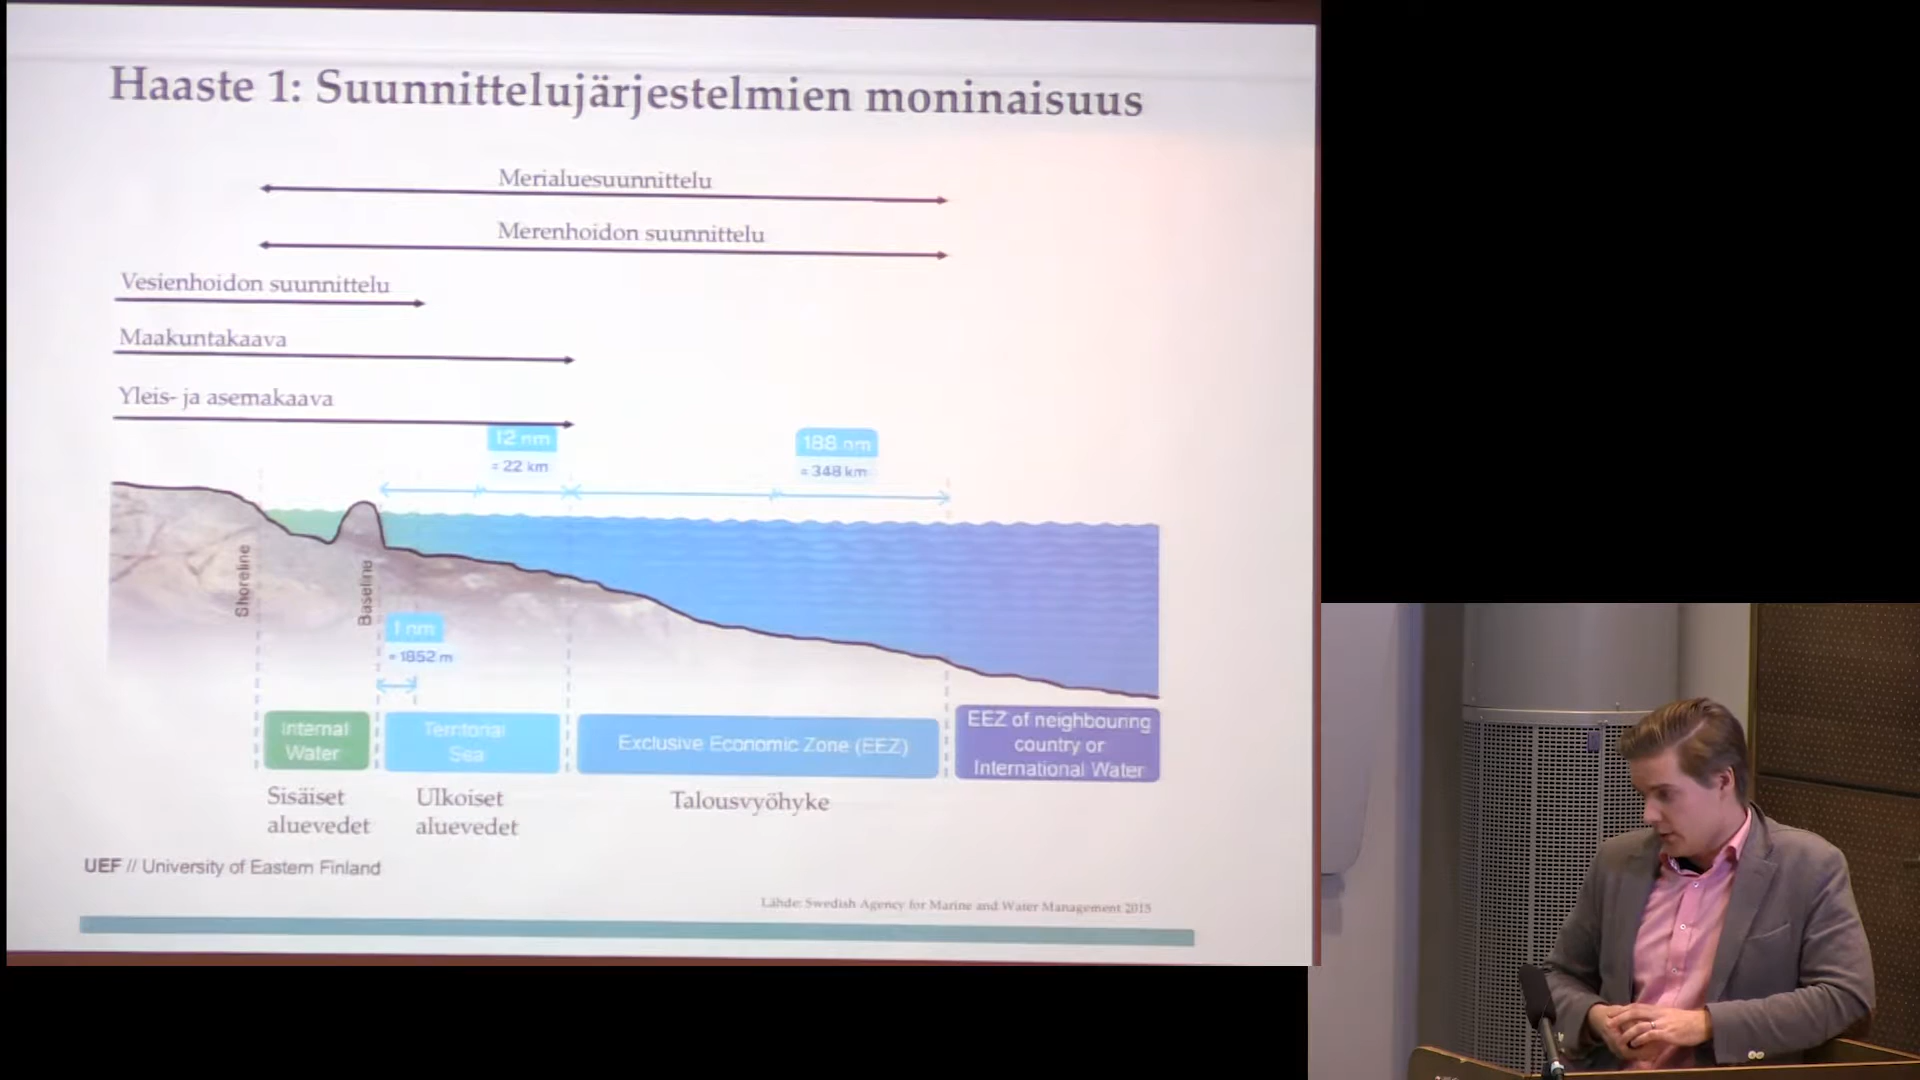 Haaste 1: Suunnittelujärjestelmien moninaisuus
Merialuesuunnittelu
Merenhoidon suunnittelu
Vesienhoidon suunnittelu
Maakuntakaava
Yleis- ja asemakaava
12 nm
= 22 km
188 nm
= 348 km
Shoreline
Baseline
1 nm
= 1852 m
Internal
Water
Territorial
Sea
Exclusive Economic Zone (EEZ)
EEZ of neighbouring
country or
International Water
Sisäiset
aluevedet
Ulkoiset
aluevedet
Talousvyöhyke
UEF // University of Eastern Finland
Lähde: Swedish Agency for Marine and Water Management 2015